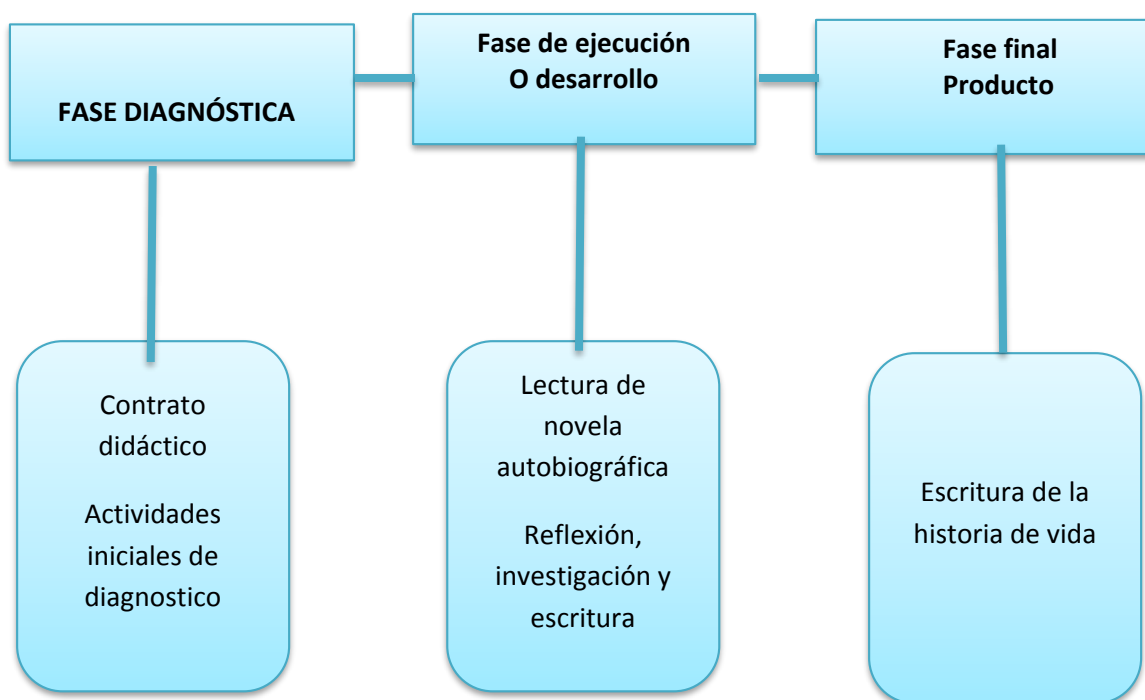 FASE DIAGNÓSTICA
Fase de ejecución
O desarrollo
Fase final
Producto
Contrato
didáctico
Actividades
iniciales de
diagnostico
Lectura de
novela
autobiográfica
Reflexión,
investigación y
escritura
Escritura de la
historia de vida